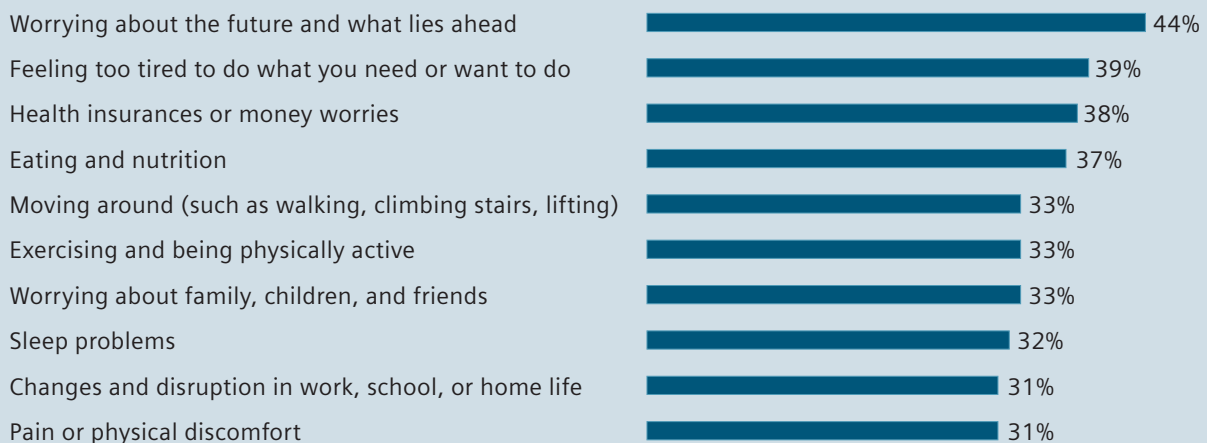 Worrying about the future and what lies ahead 44%
Feeling too tired to do what you need or want to do 39%
Health insurances or money worries 38%
Eating and nutrition 37%
Moving around (such as walking, climbing stairs, lifting) 33%
Exercising and being physically active 33%
Worrying about family, children, and friends 33%
Sleep problems 32%
Changes and disruption in work, school, or home life 31%
Pain or physical discomfort 31%